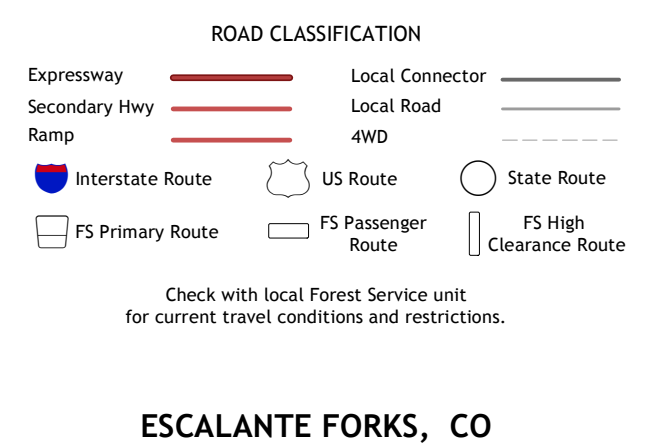 ROAD CLASSIFICATION
Expressway
Local Connector
Secondary Hwy
Local Road
Ramp
4WD
Interstate Route
US Route
State Route
FS Primary Route
FS Passenger
Route
FS High
Clearance Route
Check with local Forest Service unit
for current travel conditions and restrictions.
ESCALANTE FORKS, CO